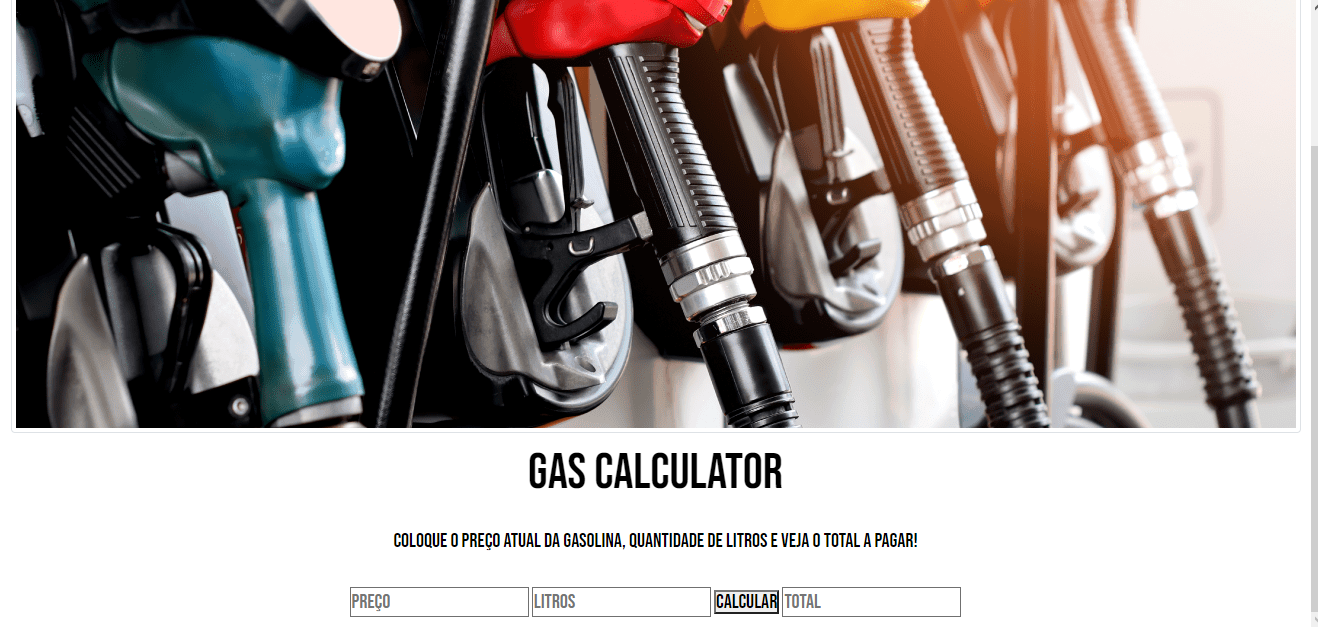 GAS CALCULATOR
COLOQUE O PREÇO ATUAL DA GASOLINA, QUANTIDADE DE LITROS E VEJA O TOTAL A PAGAR!
PREÇO LITROS CALCULAR TOTAL